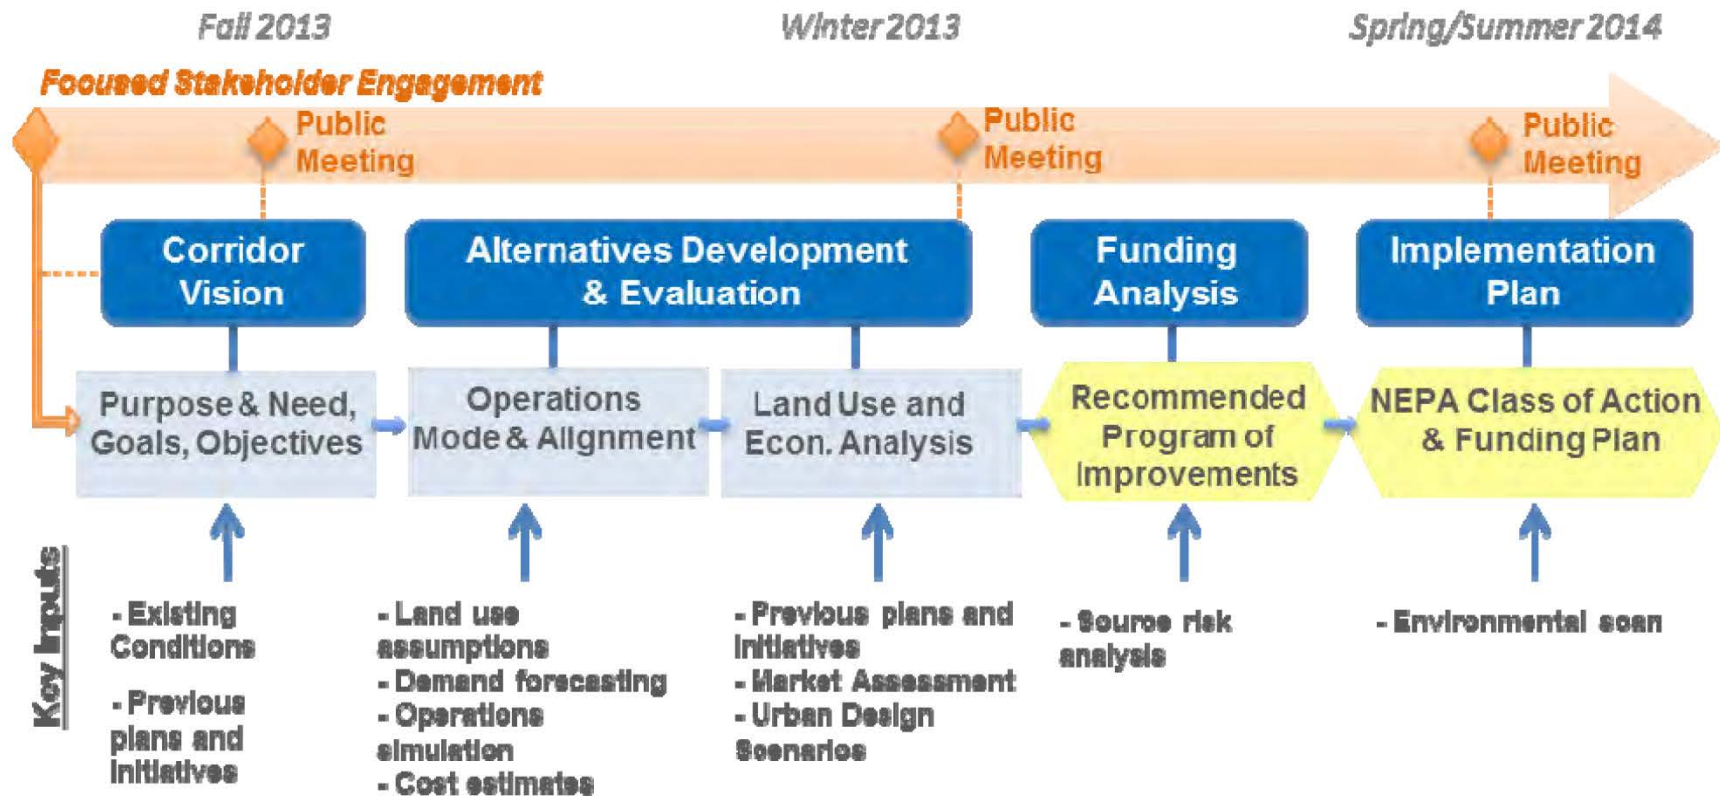 Fall 2013
Winter 2013
Spring/Summer 2014
Focused Stakeholder Engagement
Public
Meeting
Public
Meeting
Public
Meeting
Corridor
Vision
Alternatives Development
& Evaluation
Funding
Analysis
Implementation
Plan
Purpose & Need,
Goals, Objectives
Operations
Mode & Alignment
Land Use and
Econ. Analysis
Recommended
Program of
Improvements
NEPA Class of Action
& Funding Plan
Key Inputs
- Existing
Conditions
- Previous
plans and
initiatives
- Land use
assumptions
- Demand forecasting
- Operations
simulation
- Cost estimates
- Previous plans and
initiatives
- Market Assessment
- Urban Design
Scenarios
- Source risk
analysis
- Environmental scan